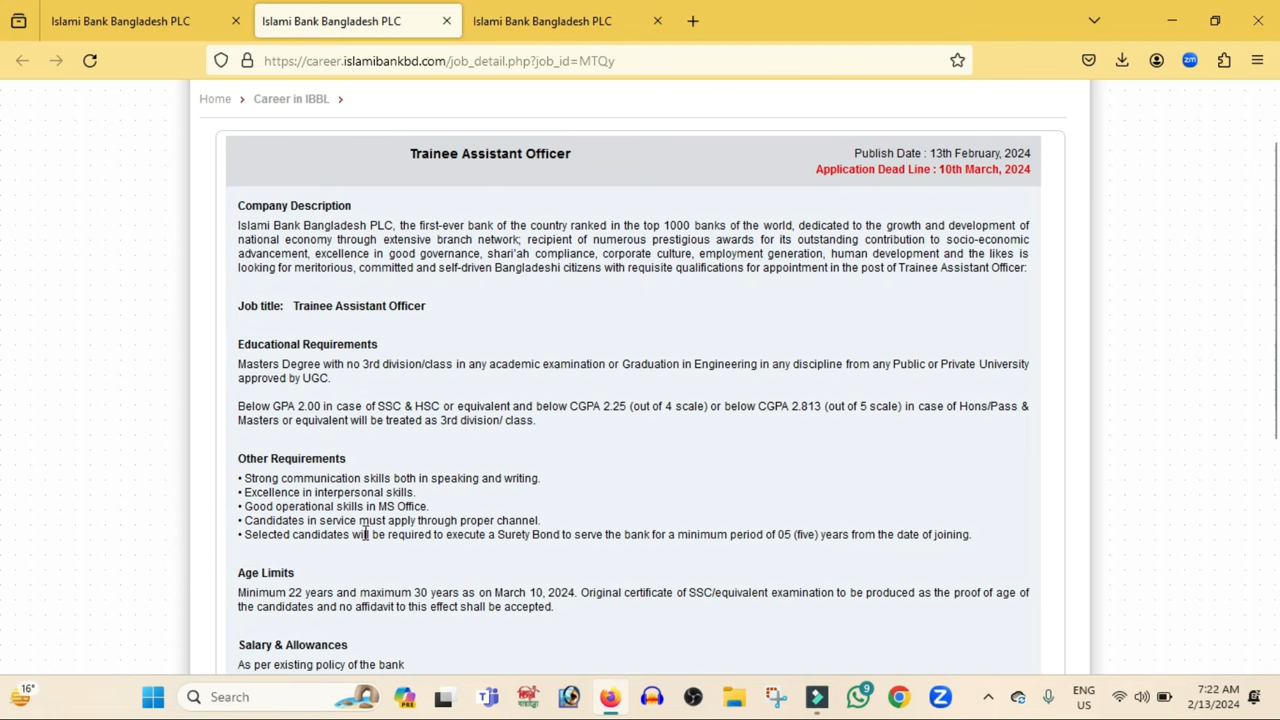 Islami Bank Bangladesh PLC
Islami Bank Bangladesh PLC
Islami Bank Bangladesh PLC
https://career.islamibankbd.com/job_detail.php?job_id=MTQy
zm
Home > Career in IBBL >
Trainee Assistant Officer
Publish Date : 13th February, 2024
Application Dead Line : 10th March, 2024
Company Description
Islami Bank Bangladesh PLC, the first-ever bank of the country ranked in the top 1000 banks of the world, dedicated to the growth and development of
national economy through extensive branch network; recipient of numerous prestigious awards for its outstanding contribution to socio-economic
advancement, excellence in good governance, shari'ah compliance, corporate culture, employment generation, human development and the likes is
looking for meritorious, committed and self-driven Bangladeshi citizens with requisite qualifications for appointment in the post of Trainee Assistant Officer:
Job title: Trainee Assistant Officer
Educational Requirements
Masters Degree with no 3rd division/class in any academic examination or Graduation in Engineering in any discipline from any Public or Private University
approved by UGC.
Below GPA 2.00 in case of SSC & HSC or equivalent and below CGPA 2.25 (out of 4 scale) or below CGPA 2.813 (out of 5 scale) in case of Hons/Pass &
Masters or equivalent will be treated as 3rd division/ class.
Other Requirements
• Strong communication skills both in speaking and writing.
• Excellence in interpersonal skills.
• Good operational skills in MS Office.
• Candidates in service must apply through proper channel.
• Selected candidates will be required to execute a Surety Bond to serve the bank for a minimum period of 05 (five) years from the date of joining.
Age Limits
Minimum 22 years and maximum 30 years as on March 10, 2024. Original certificate of SSC/equivalent examination to be produced as the proof of age of
the candidates and no affidavit to this effect shall be accepted.
Salary & Allowances
As per existing policy of the bank
16°
Search
PRE
9
ENG
US
7:22 AM
2/13/2024